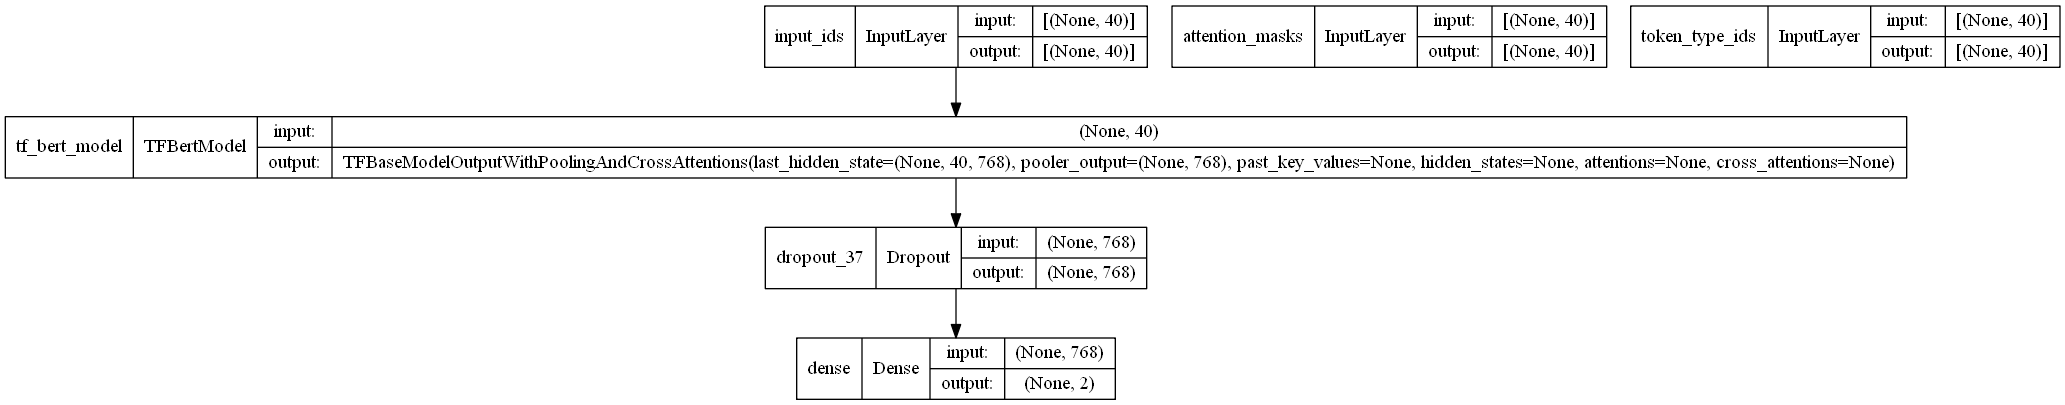 input_ids InputLayer input: [(None, 40)] output: [(None, 40)]
attention_masks InputLayer input: [(None, 40)] output: [(None, 40)]
token_type_ids InputLayer input: [(None, 40)] output: [(None, 40)]
tf_bert_model TFBertModel input: (None, 40)
output: TFBaseModelOutputWithPoolingAndCrossAttentions(last_hidden_state=(None, 40, 768), pooler_output=(None, 768), past_key_values=None, hidden_states=None, attentions=None, cross_attentions=None)
dropout_37 Dropout input: (None, 768)
output: (None, 768)
dense Dense input: (None, 768)
output: (None, 2)